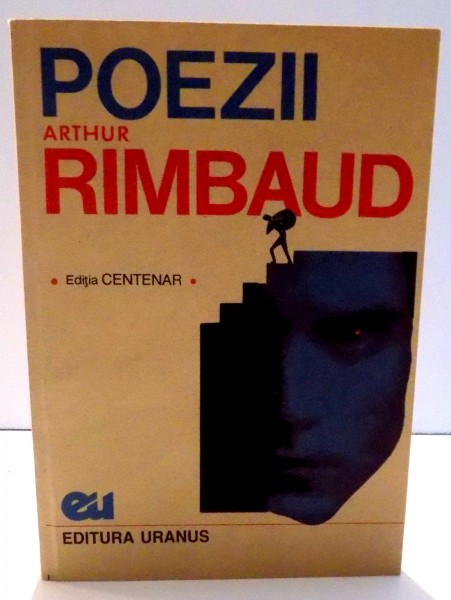 POEZII
ARTHUR
RIMBAUD
• Ediția CENTENAR •
eu
EDITURA URANUS